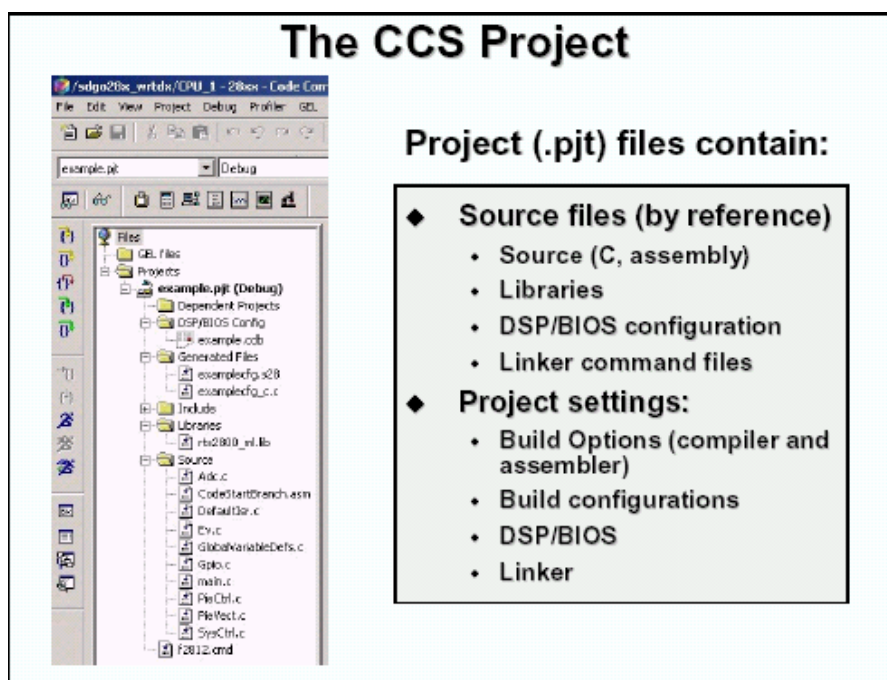 The CCS Project
/sdgo28x_wrtdx/CPU_1 - 28xx - Code Com
File Edit View Project Debug Profiler GEL
example.pjt Debug
Files
GEL files
Projects
example.pjt (Debug)
Dependent Projects
DSP/BIOS Config
example.cdb
Generated Files
examplecfg.s28
examplecfg_c.c
Include
Libraries
rts2800_ml.lib
Source
Adc.c
CodeStartBranch.asm
DefaultIsr.c
Ev.c
GlobalVariableDefs.c
Gpio.c
main.c
PieCtrl.c
PieVect.c
SysCtrl.c
f2812.cmd
Project (.pjt) files contain:
Source files (by reference)
Source (C, assembly)
Libraries
DSP/BIOS configuration
Linker command files
Project settings:
Build Options (compiler and
assembler)
Build configurations
DSP/BIOS
Linker